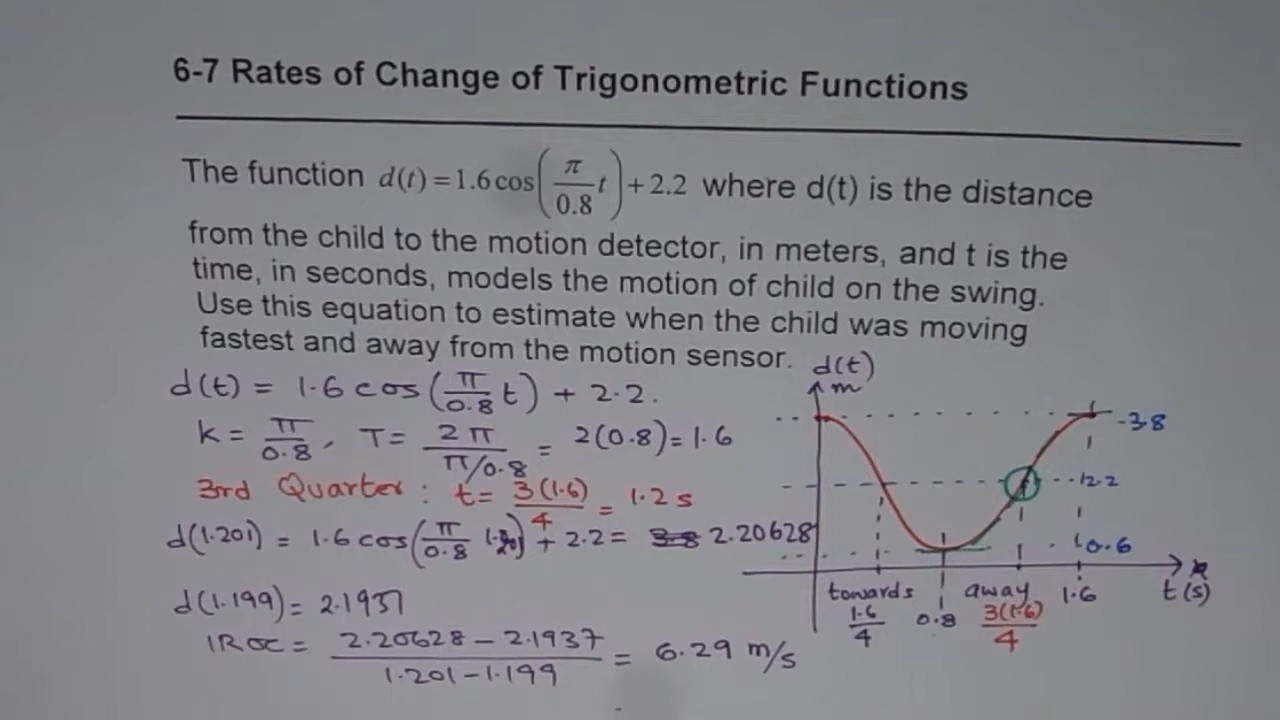 6-7 Rates of Change of Trigonometric Functions
The function d(t)=1.6cos(π/0.8 t)+2.2 where d(t) is the distance
from the child to the motion detector, in meters, and t is the
time, in seconds, models the motion of child on the swing.
Use this equation to estimate when the child was moving
fastest and away from the motion sensor.
d(t) = 1.6 cos(π/0.8 t) + 2.2.
k = π/0.8, T = 2π/π/0.8 = 2(0.8) = 1.6
3rd Quarter: t = 3(1.6)/4 = 1.2 s
d(1.201) = 1.6 cos(π/0.8 1.201) + 2.2 = 2.20628
d(1.199) = 2.1937
IROC = 2.20628 - 2.1937/1.201 - 1.199 = 6.29 m/s
d(t)
m
3.8
2.2
0.6
towards
away
1.6/4
0.8
3(1.6)/4
1.6
t(s)